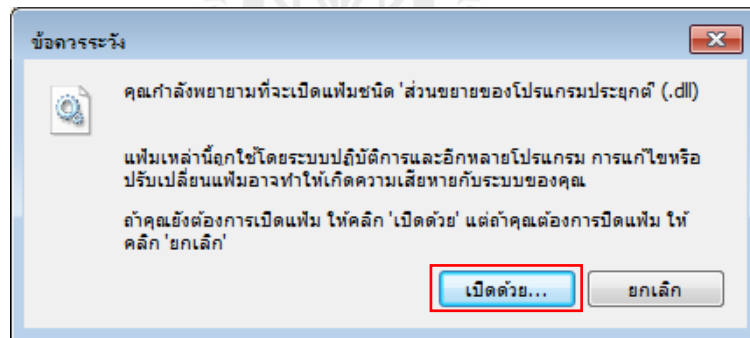 ข้อควรระวัง
คุณกำลังพยายามที่จะเปิดแฟ้มชนิด 'ส่วนขยายของโปรแกรมประยุกต์' (.dll)
แฟ้มเหล่านี้ถูกใช้โดยระบบปฏิบัติการและอีกหลายโปรแกรม การแก้ไขหรือ
ปรับเปลี่ยนแฟ้มอาจทำให้เกิดความเสียหายกับระบบของคุณ
ถ้าคุณยังต้องการเปิดแฟ้ม ให้คลิก 'เปิดด้วย' แต่ถ้าคุณต้องการปิดแฟ้ม ให้
คลิก 'ยกเลิก'
เปิดด้วย... ยกเลิก